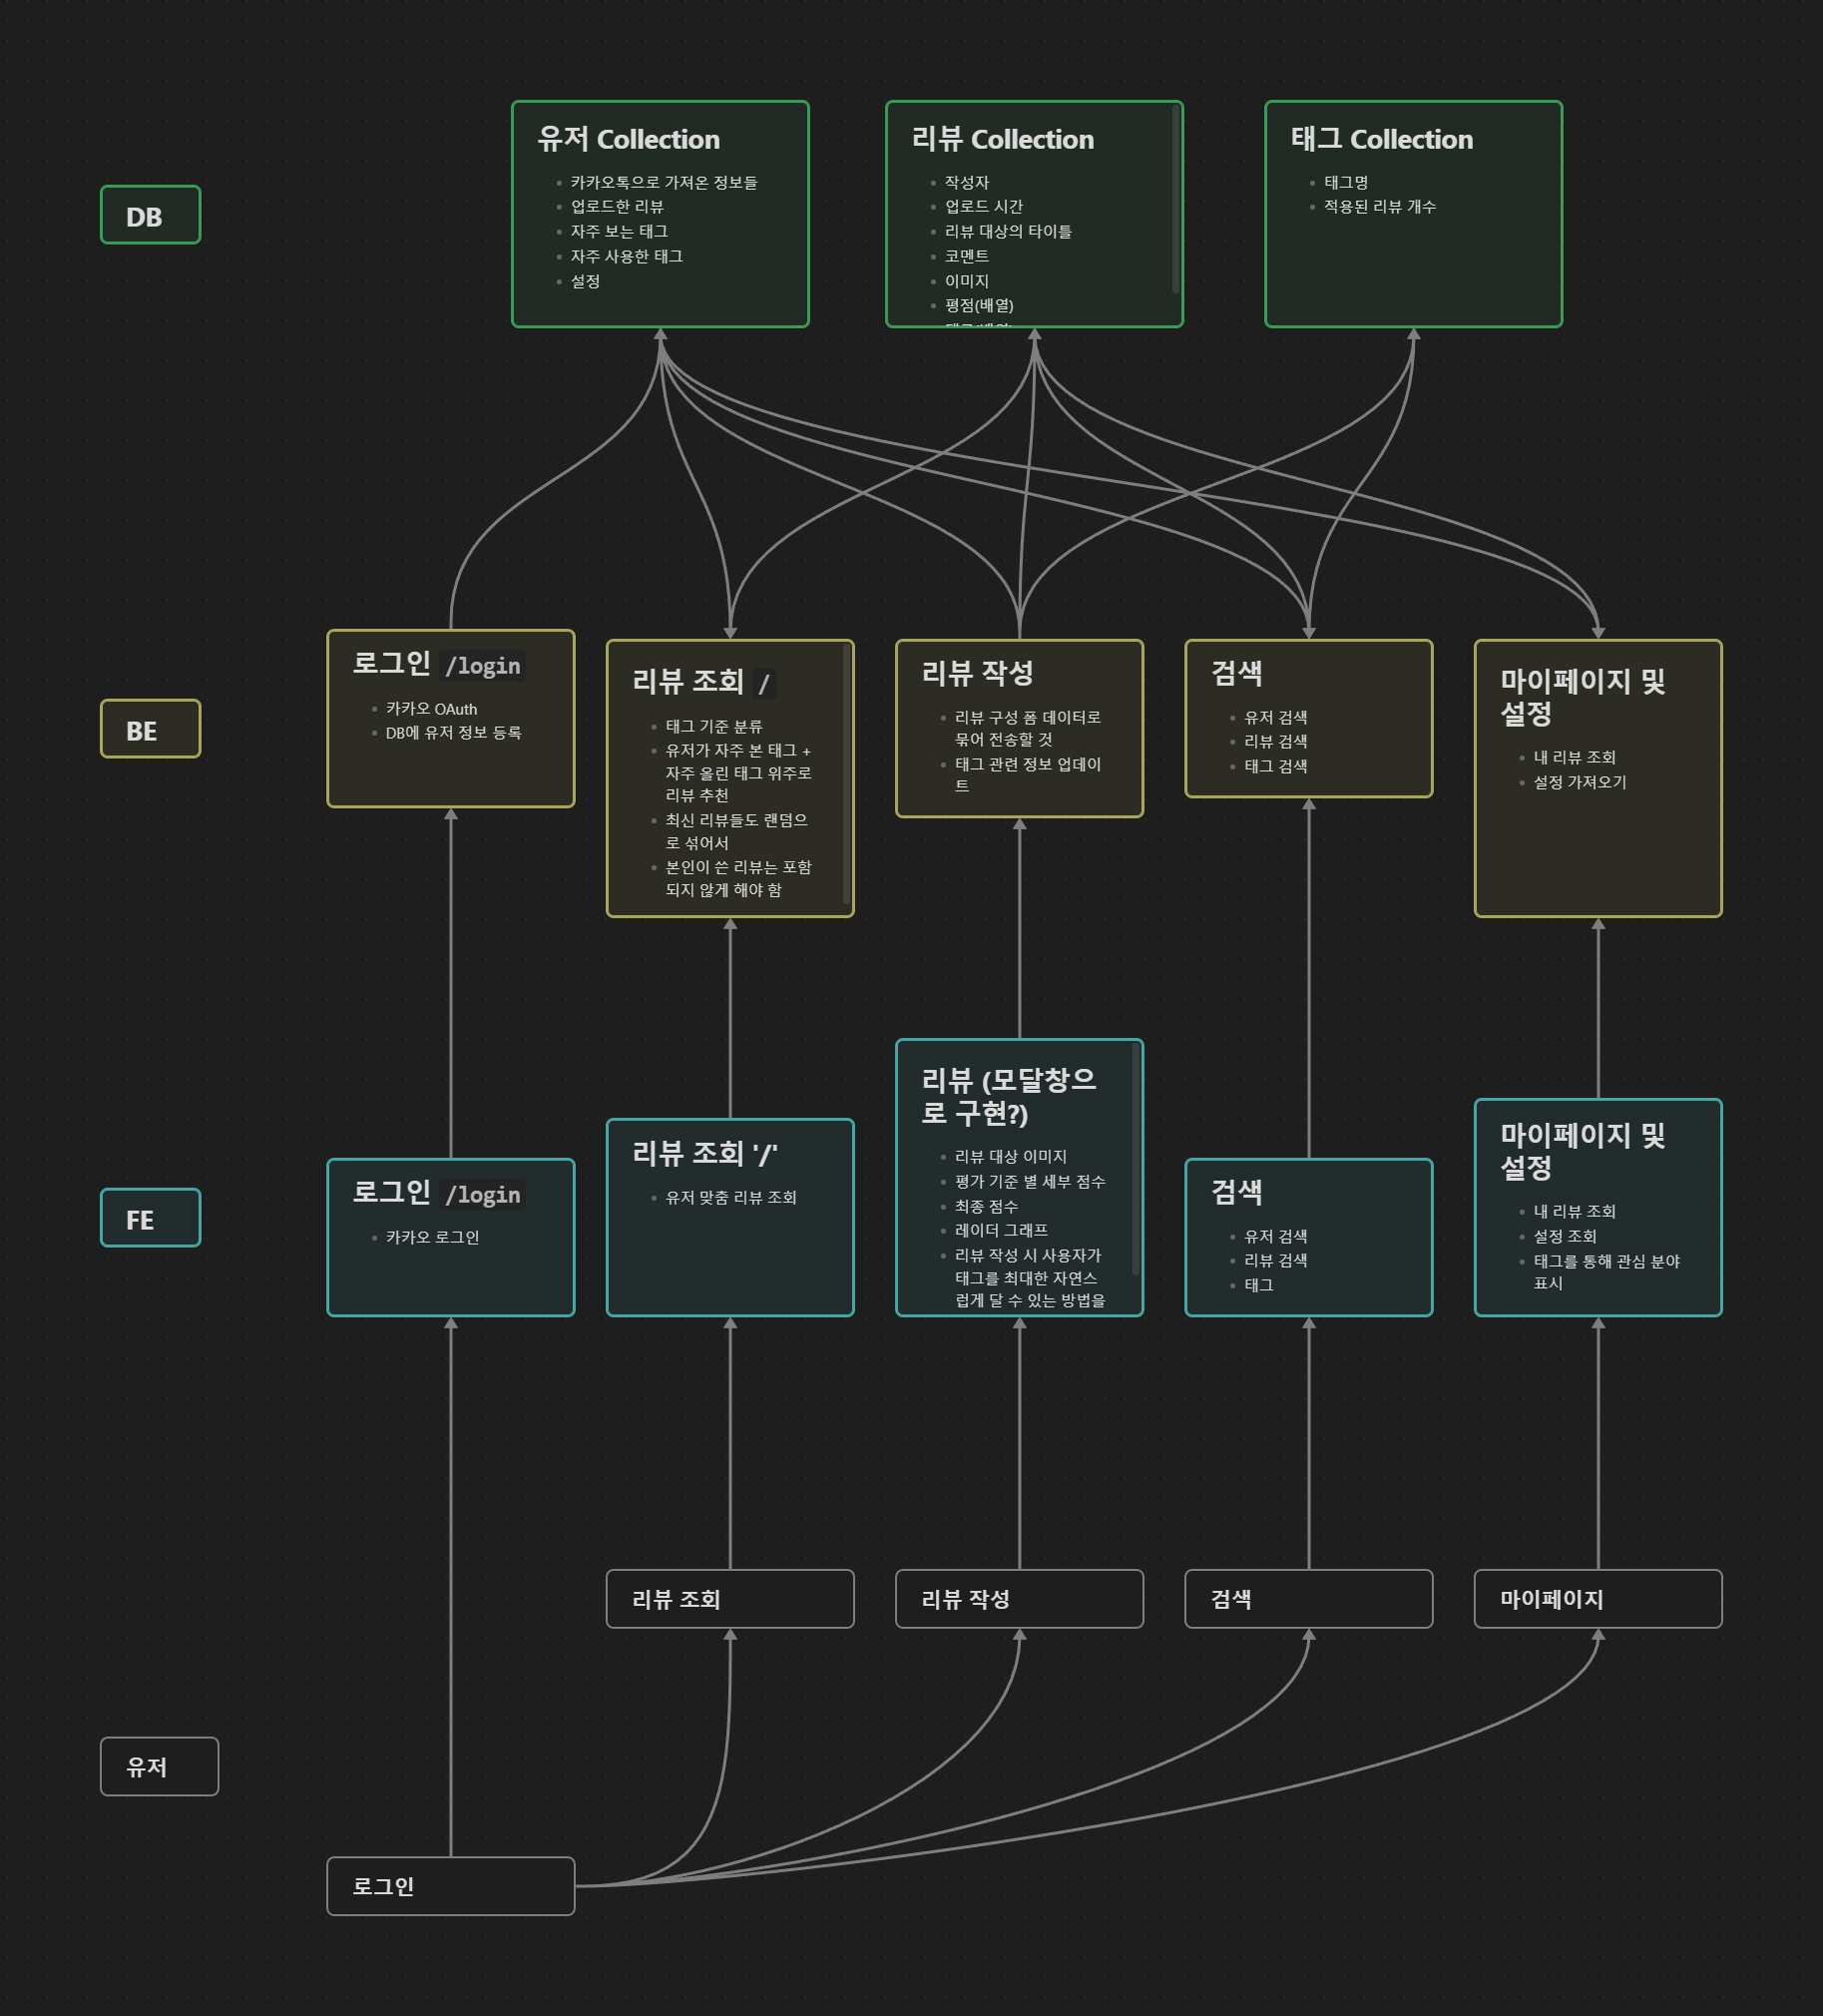 유저 Collection
카카오톡으로 가져온 정보들
업로드한 리뷰
자주 보는 태그
자주 사용한 태그
설정
리뷰 Collection
작성자
업로드 시간
리뷰 대상의 타이틀
코멘트
이미지
평점(배열)
태그 Collection
태그명
적용된 리뷰 개수
DB
로그인 /login
카카오 OAuth
DB에 유저 정보 등록
리뷰 조회 /
태그 기준 분류
유저가 자주 본 태그 +
자주 올린 태그 위주로
리뷰 추천
최신 리뷰들도 랜덤으
로 섞어서
본인이 쓴 리뷰는 포함
되지 않게 해야 함
리뷰 작성
리뷰 구성 폼 데이터로
묶어 전송할 것
태그 관련 정보 업데이
트
검색
유저 검색
리뷰 검색
태그 검색
마이페이지 및
설정
내 리뷰 조회
설정 가져오기
BE
로그인 /login
카카오 로그인
리뷰 조회 '/'
유저 맞춤 리뷰 조회
리뷰 (모달창으
로 구현?)
리뷰 대상 이미지
평가 기준 별 세부 점수
최종 점수
레이더 그래프
리뷰 작성 시 사용자가
태그를 최대한 자연스
럽게 달 수 있는 방법을
검색
유저 검색
리뷰 검색
태그
마이페이지 및
설정
내 리뷰 조회
설정 조회
태그를 통해 관심 분야
표시
FE
리뷰 조회
리뷰 작성
검색
마이페이지
유저
로그인